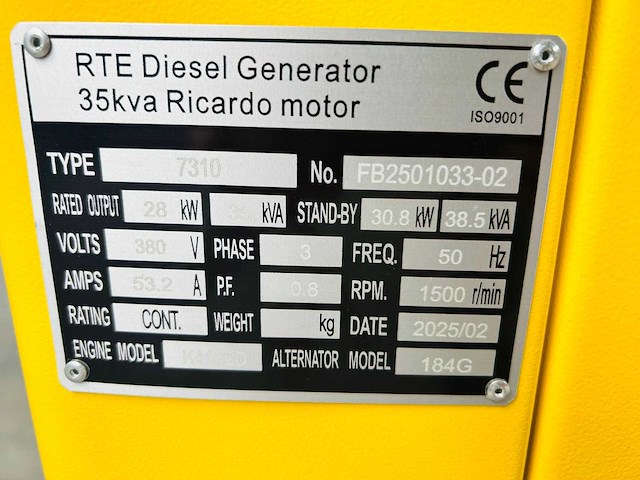 RTE Diesel Generator
35kva Ricardo motor
CE
ISO9001
TYPE 7310 No. FB2501033-02
RATED OUTPUT 28 kW 35 kVA STAND-BY 30.8 kW 38.5 kVA
VOLTS 380 V PHASE 3 FREQ. 50 Hz
AMPS 53.2 A P.F. 0.8 RPM. 1500 r/min
RATING CONT. WEIGHT kg DATE 2025/02
ENGINE MODEL ALTERNATOR MODEL 184G